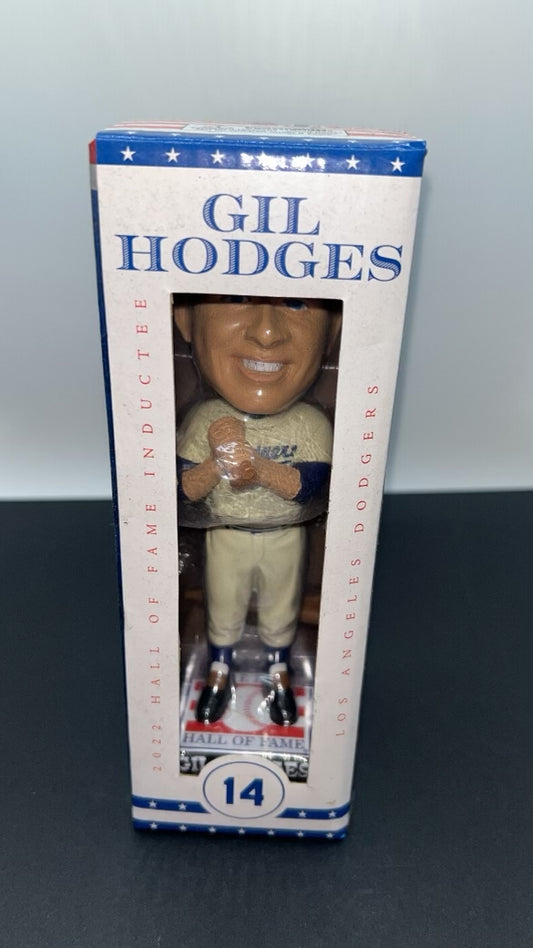 GIL
HODGES
2022 HALL OF FAME INDUCTEE
LOS ANGELES DODGERS
HALL OF FAME
14